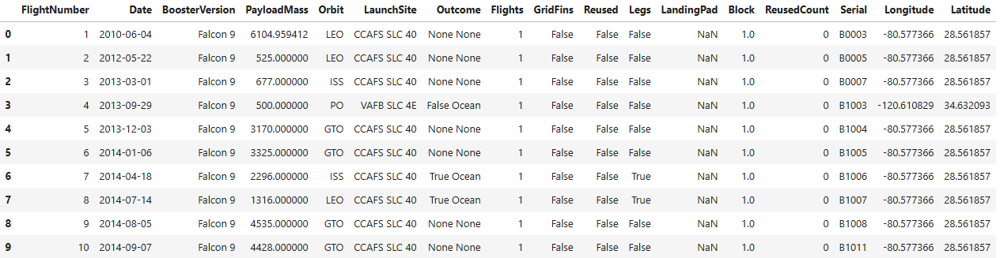 FlightNumber Date BoosterVersion PayloadMass Orbit LaunchSite Outcome Flights GridFins Reused Legs LandingPad Block ReusedCount Serial Longitude Latitude
0 1 2010-06-04 Falcon 9 6104.959412 LEO CCAFS SLC 40 None None 1 False False False NaN 1.0 0 B0003 -80.577366 28.561857
1 2 2012-05-22 Falcon 9 525.000000 LEO CCAFS SLC 40 None None 1 False False False NaN 1.0 0 B0005 -80.577366 28.561857
2 3 2013-03-01 Falcon 9 677.000000 ISS CCAFS SLC 40 None None 1 False False False NaN 1.0 0 B0007 -80.577366 28.561857
3 4 2013-09-29 Falcon 9 500.000000 PO VAFB SLC 4E False Ocean 1 False False False NaN 1.0 0 B1003 -120.610829 34.632093
4 5 2013-12-03 Falcon 9 3170.000000 GTO CCAFS SLC 40 None None 1 False False False NaN 1.0 0 B1004 -80.577366 28.561857
5 6 2014-01-06 Falcon 9 3325.000000 GTO CCAFS SLC 40 None None 1 False False False NaN 1.0 0 B1005 -80.577366 28.561857
6 7 2014-04-18 Falcon 9 2296.000000 ISS CCAFS SLC 40 True Ocean 1 False False True NaN 1.0 0 B1006 -80.577366 28.561857
7 8 2014-07-14 Falcon 9 1316.000000 LEO CCAFS SLC 40 True Ocean 1 False False True NaN 1.0 0 B1007 -80.577366 28.561857
8 9 2014-08-05 Falcon 9 4535.000000 GTO CCAFS SLC 40 None None 1 False False False NaN 1.0 0 B1008 -80.577366 28.561857
9 10 2014-09-07 Falcon 9 4428.000000 GTO CCAFS SLC 40 None None 1 False False False NaN 1.0 0 B1011 -80.577366 28.561857